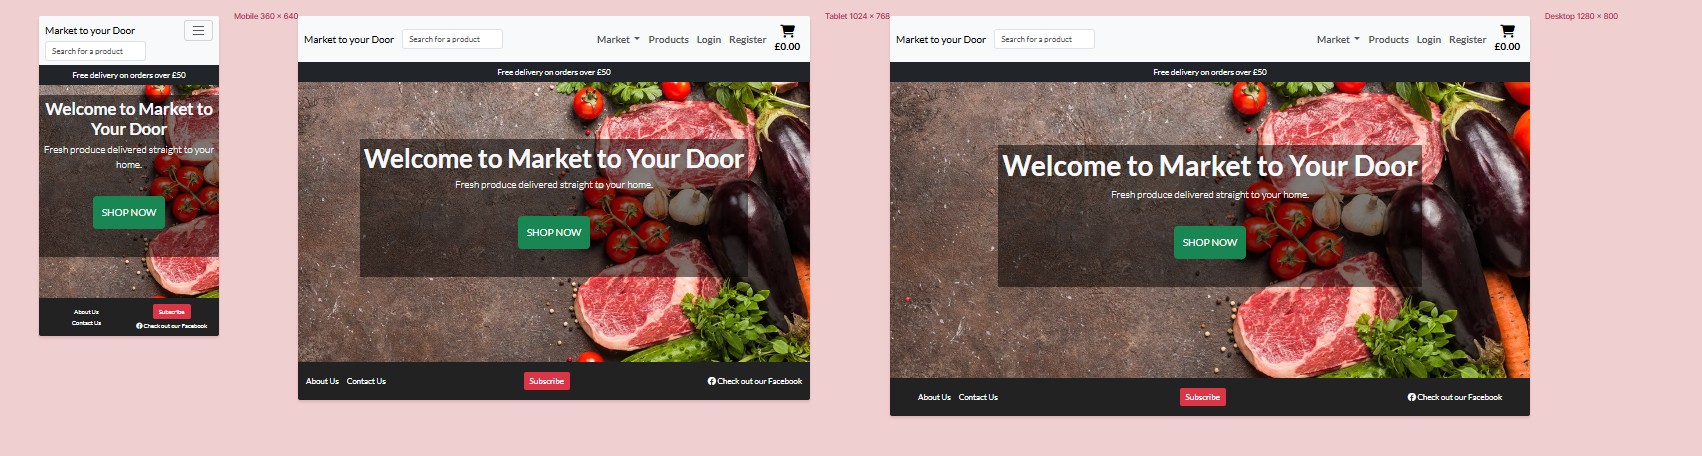 Mobile 360 × 640
Market to your Door
Search for a product
Free delivery on orders over £50
Welcome to Market to
Your Door
Fresh produce delivered straight to your
home.
SHOP NOW
About Us
Contact Us
Subscribe
Check out our Facebook
Tablet 1024 × 768
Market to your Door
Search for a product
Market
Products
Login
Register
£0.00
Free delivery on orders over £50
Welcome to Market to Your Door
Fresh produce delivered straight to your home.
SHOP NOW
About Us
Contact Us
Subscribe
Check out our Facebook
Desktop 1280 × 800
Market to your Door
Search for a product
Market
Products
Login
Register
£0.00
Free delivery on orders over £50
Welcome to Market to Your Door
Fresh produce delivered straight to your home.
SHOP NOW
About Us
Contact Us
Subscribe
Check out our Facebook